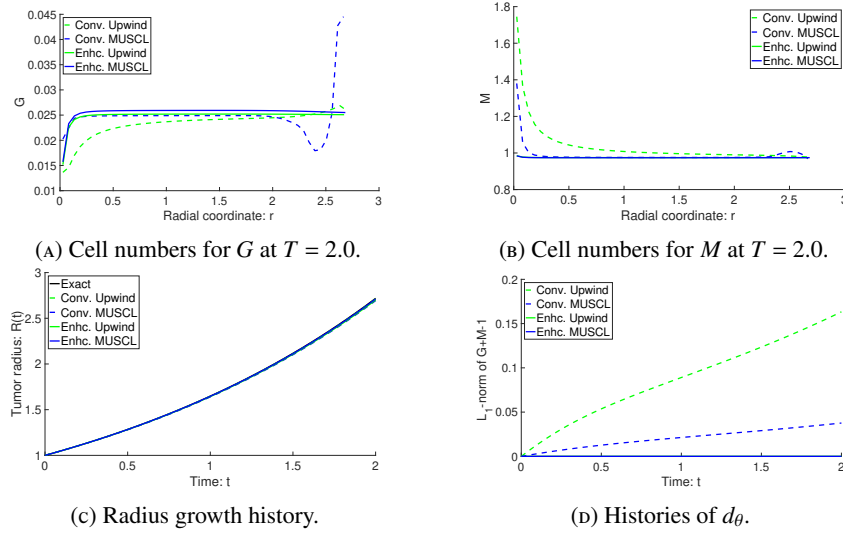 0.045
0.04
0.035
0.03
0.025
0.02
0.015
0.01
G
Conv. Upwind
Conv. MUSCL
Enhc. Upwind
Enhc. MUSCL
0 0.5 1 1.5 2 2.5 3
Radial coordinate: r
(A) Cell numbers for G at T = 2.0.
1.8
1.6
1.4
1.2
1
0.8
M
Conv. Upwind
Conv. MUSCL
Enhc. Upwind
Enhc. MUSCL
0 0.5 1 1.5 2 2.5 3
Radial coordinate: r
(B) Cell numbers for M at T = 2.0.
3
2.5
2
1.5
1
Tumor radius: R(t)
Exact
Conv. Upwind
Conv. MUSCL
Enhc. Upwind
Enhc. MUSCL
0 0.5 1 1.5 2
Time: t
(C) Radius growth history.
0.2
0.15
0.1
0.05
0
L₁-norm of G+M-1
Conv. Upwind
Conv. MUSCL
Enhc. Upwind
Enhc. MUSCL
0 0.5 1 1.5 2
Time: t
(D) Histories of d_θ.